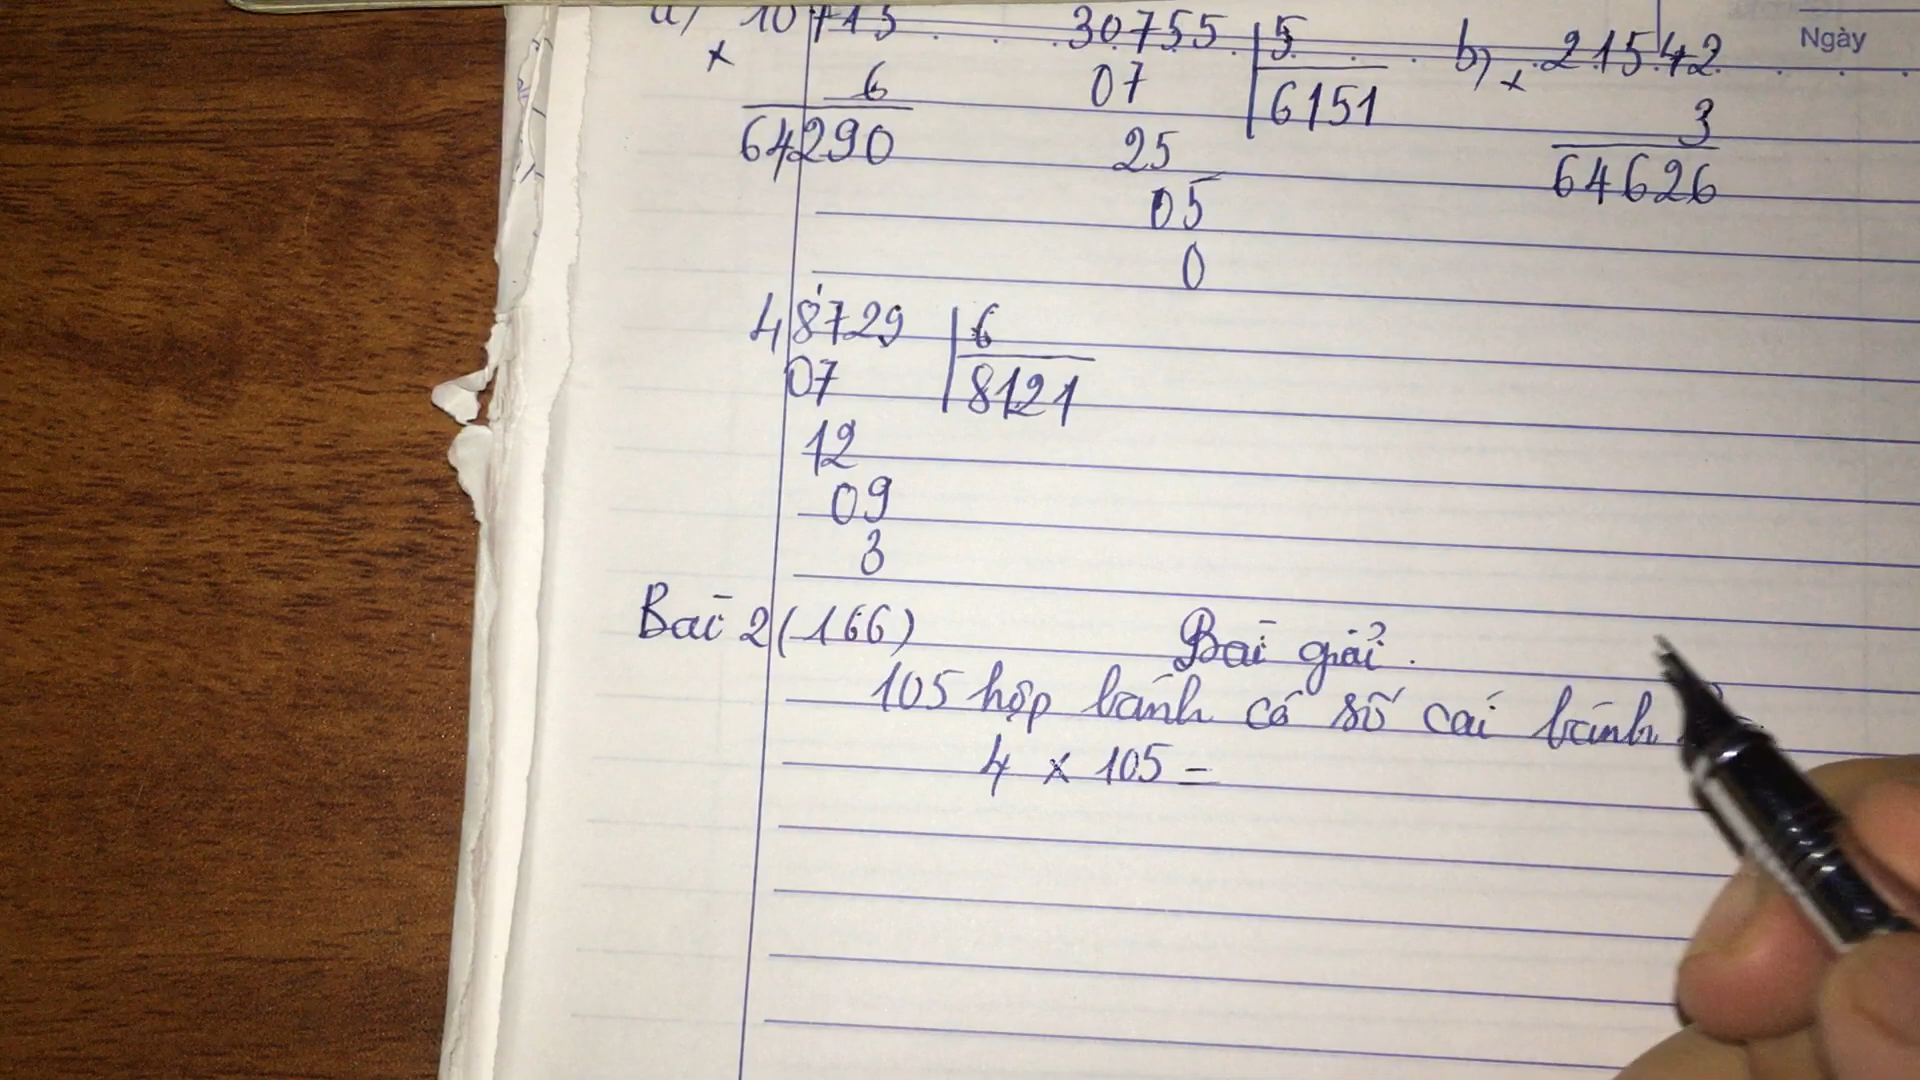 a) 10715 30755 5 b) 21542 Ngày
x 6 07 6151 x 3
64290 25 64626
05
0
48729 6
07 8121
12
09
3
Bài 2 (166) Bài giải.
105 hộp bánh có số cái bánh
4 x 105 =